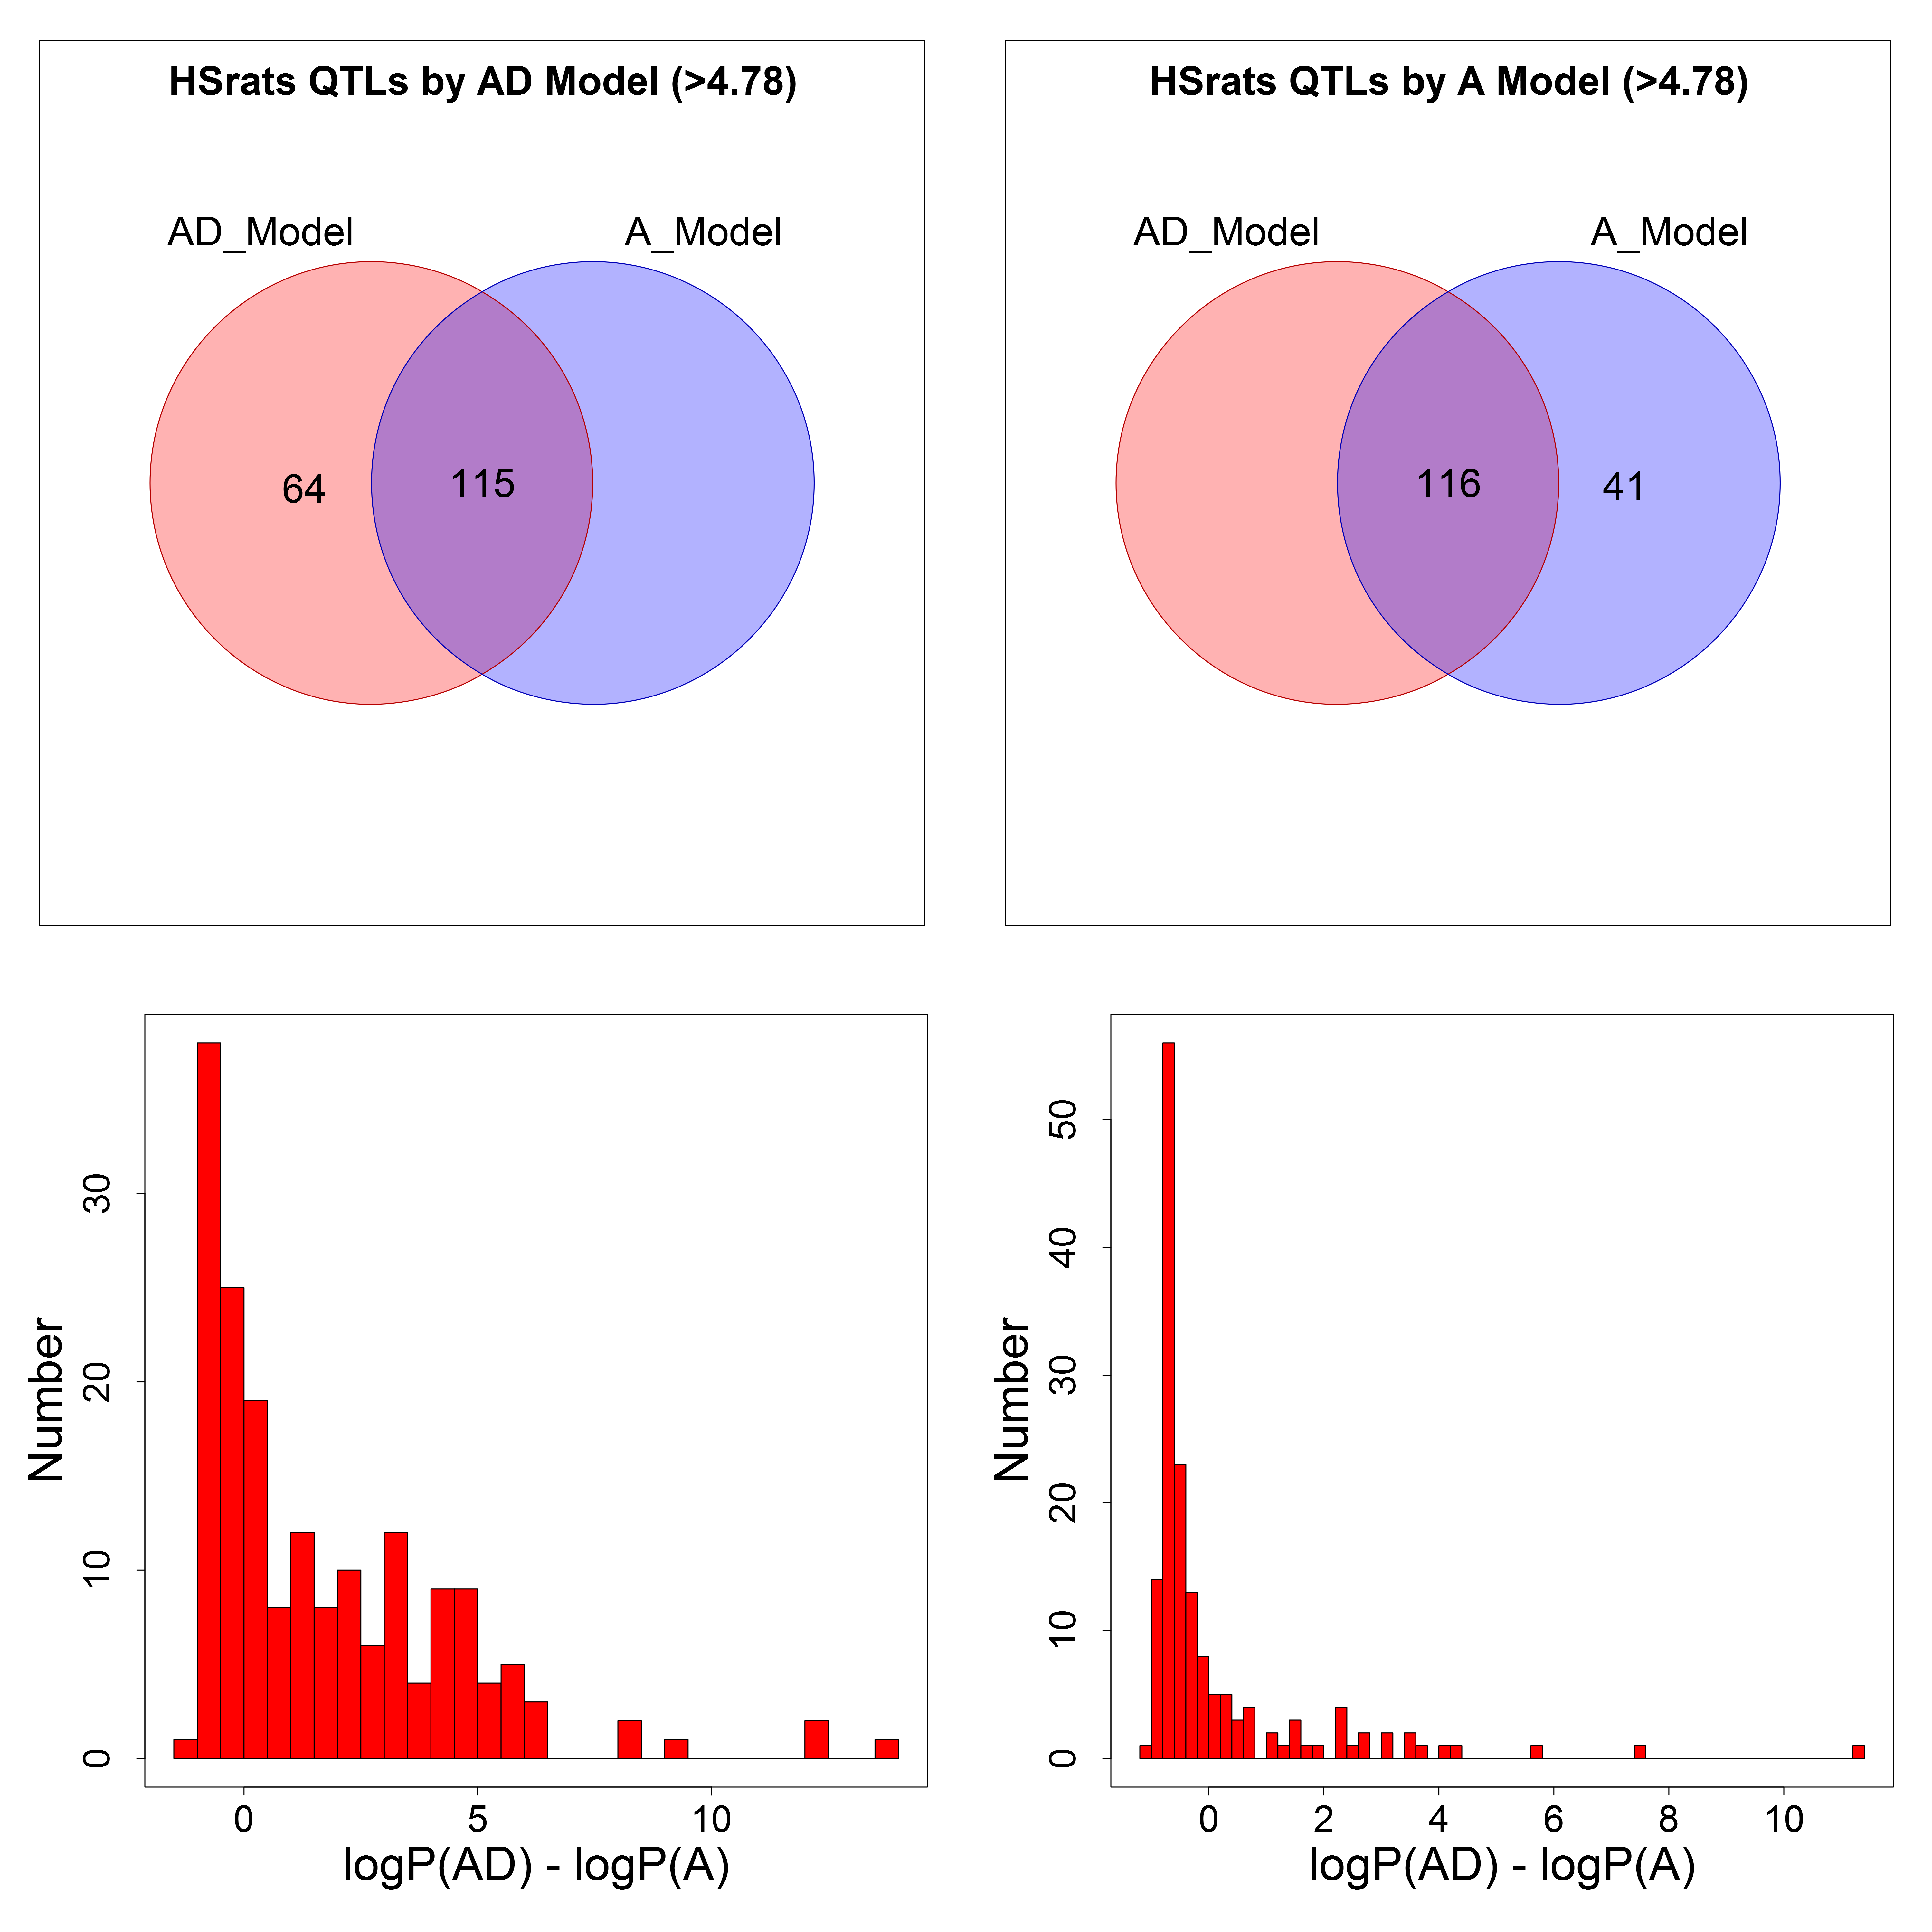 HSrats QTLs by AD Model (>4.78)
AD_Model
A_Model
64
115
HSrats QTLs by A Model (>4.78)
AD_Model
A_Model
116
41
Number
0
10
20
30
0
5
10
logP(AD) - logP(A)
Number
0
10
20
30
40
50
0
2
4
6
8
10
logP(AD) - logP(A)